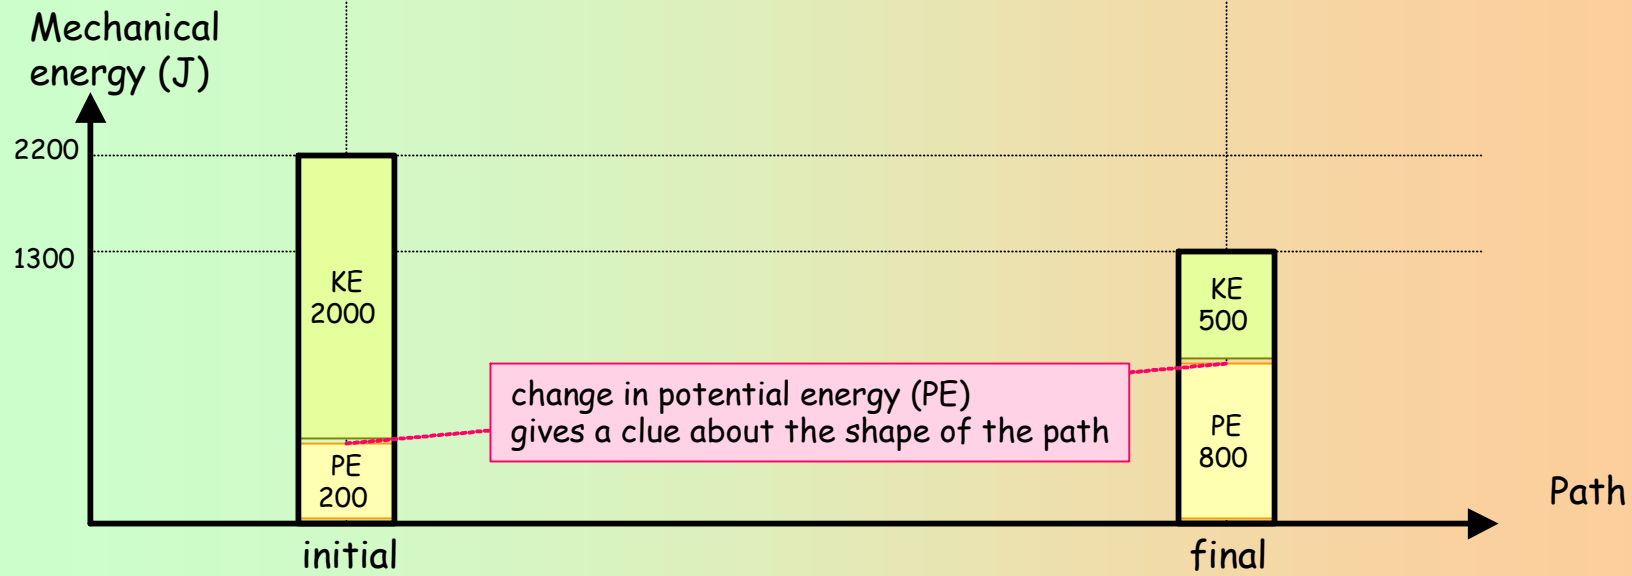 Mechanical
energy (J)
2200
1300
KE
2000
PE
200
change in potential energy (PE)
gives a clue about the shape of the path
KE
500
PE
800
Path
initial
final